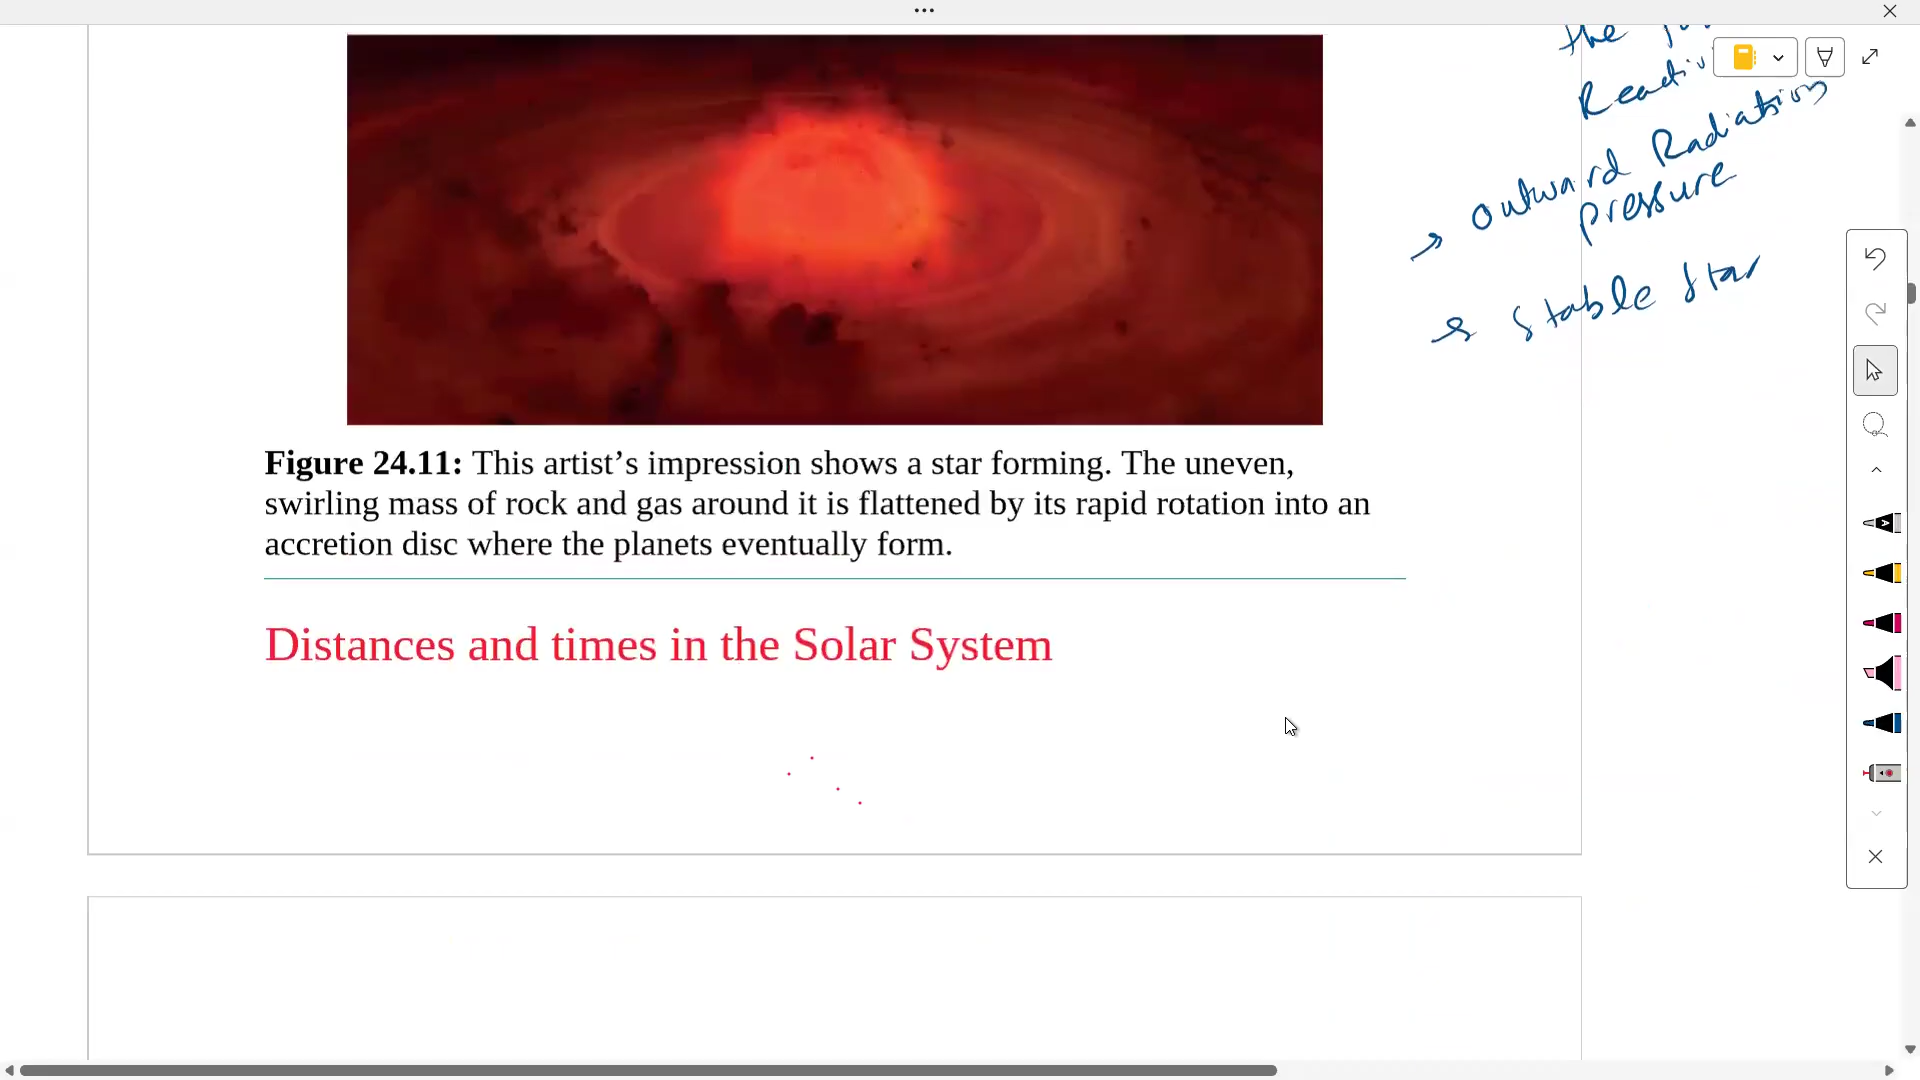 the
Outward Radiation
pressure
→ Stable Star
Figure 24.11: This artist’s impression shows a star forming. The uneven,
swirling mass of rock and gas around it is flattened by its rapid rotation into an
accretion disc where the planets eventually form.
Distances and times in the Solar System